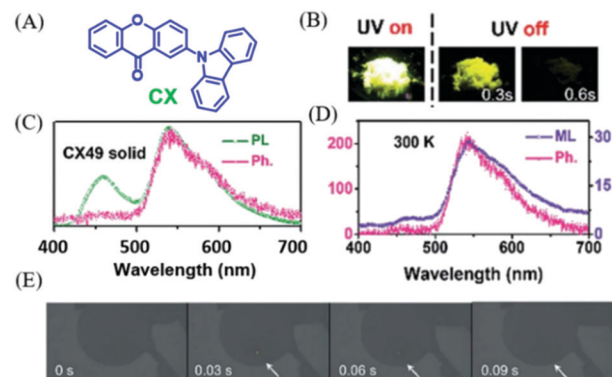 (A)
O
O
N
CX
(B)
UV on
UV off
0.3s
0.6s
(C)
CX49 solid
PL
Ph.
400 500 600 700
Wavelength (nm)
(D)
200
100
0
300 K
ML
Ph.
30
15
0
400 500 600 700
Wavelength (nm)
(E)
0 s
0.03 s
0.06 s
0.09 s